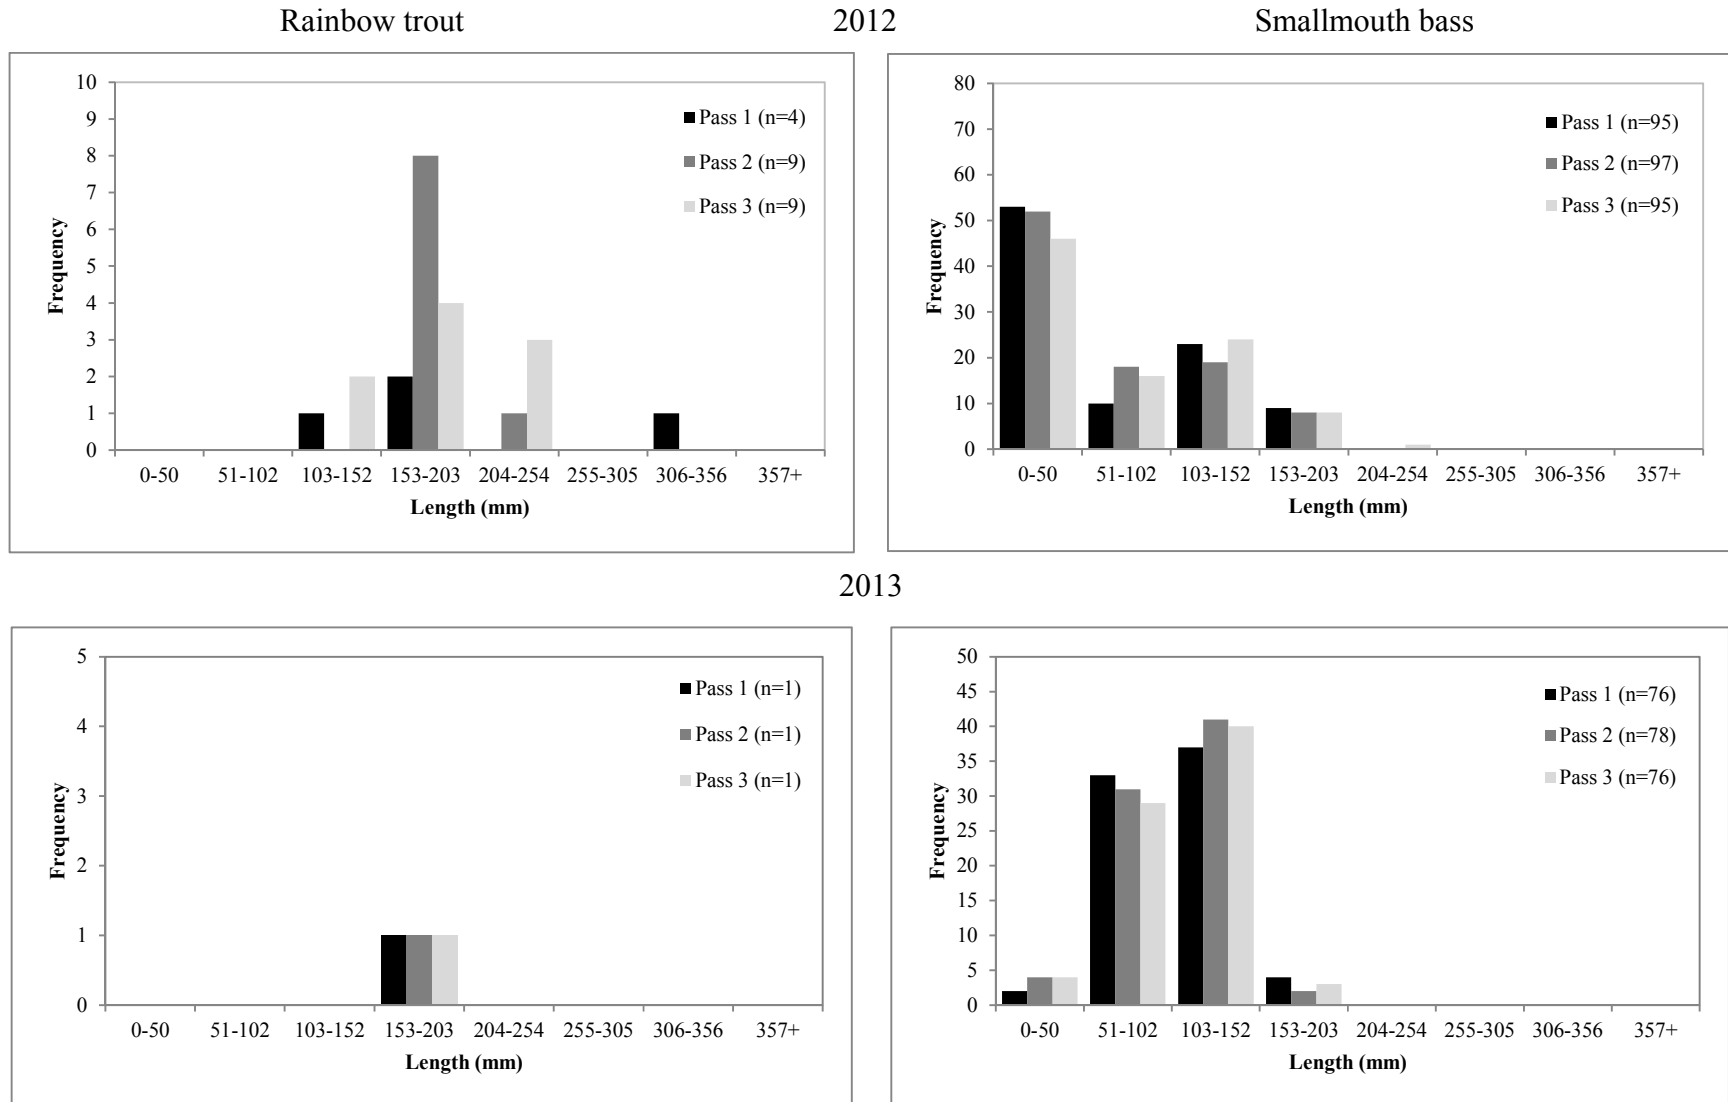 Rainbow trout 2012 Smallmouth bass
10
9
8
7
6
5
4
3
2
1
0
Frequency
Pass 1 (n=4)
Pass 2 (n=9)
Pass 3 (n=9)
0-50 51-102 103-152 153-203 204-254 255-305 306-356 357+
Length (mm)
80
70
60
50
40
30
20
10
0
Frequency
Pass 1 (n=95)
Pass 2 (n=97)
Pass 3 (n=95)
0-50 51-102 103-152 153-203 204-254 255-305 306-356 357+
Length (mm)
2013
5
4
3
2
1
0
Frequency
Pass 1 (n=1)
Pass 2 (n=1)
Pass 3 (n=1)
0-50 51-102 103-152 153-203 204-254 255-305 306-356 357+
Length (mm)
50
45
40
35
30
25
20
15
10
5
0
Frequency
Pass 1 (n=76)
Pass 2 (n=78)
Pass 3 (n=76)
0-50 51-102 103-152 153-203 204-254 255-305 306-356 357+
Length (mm)